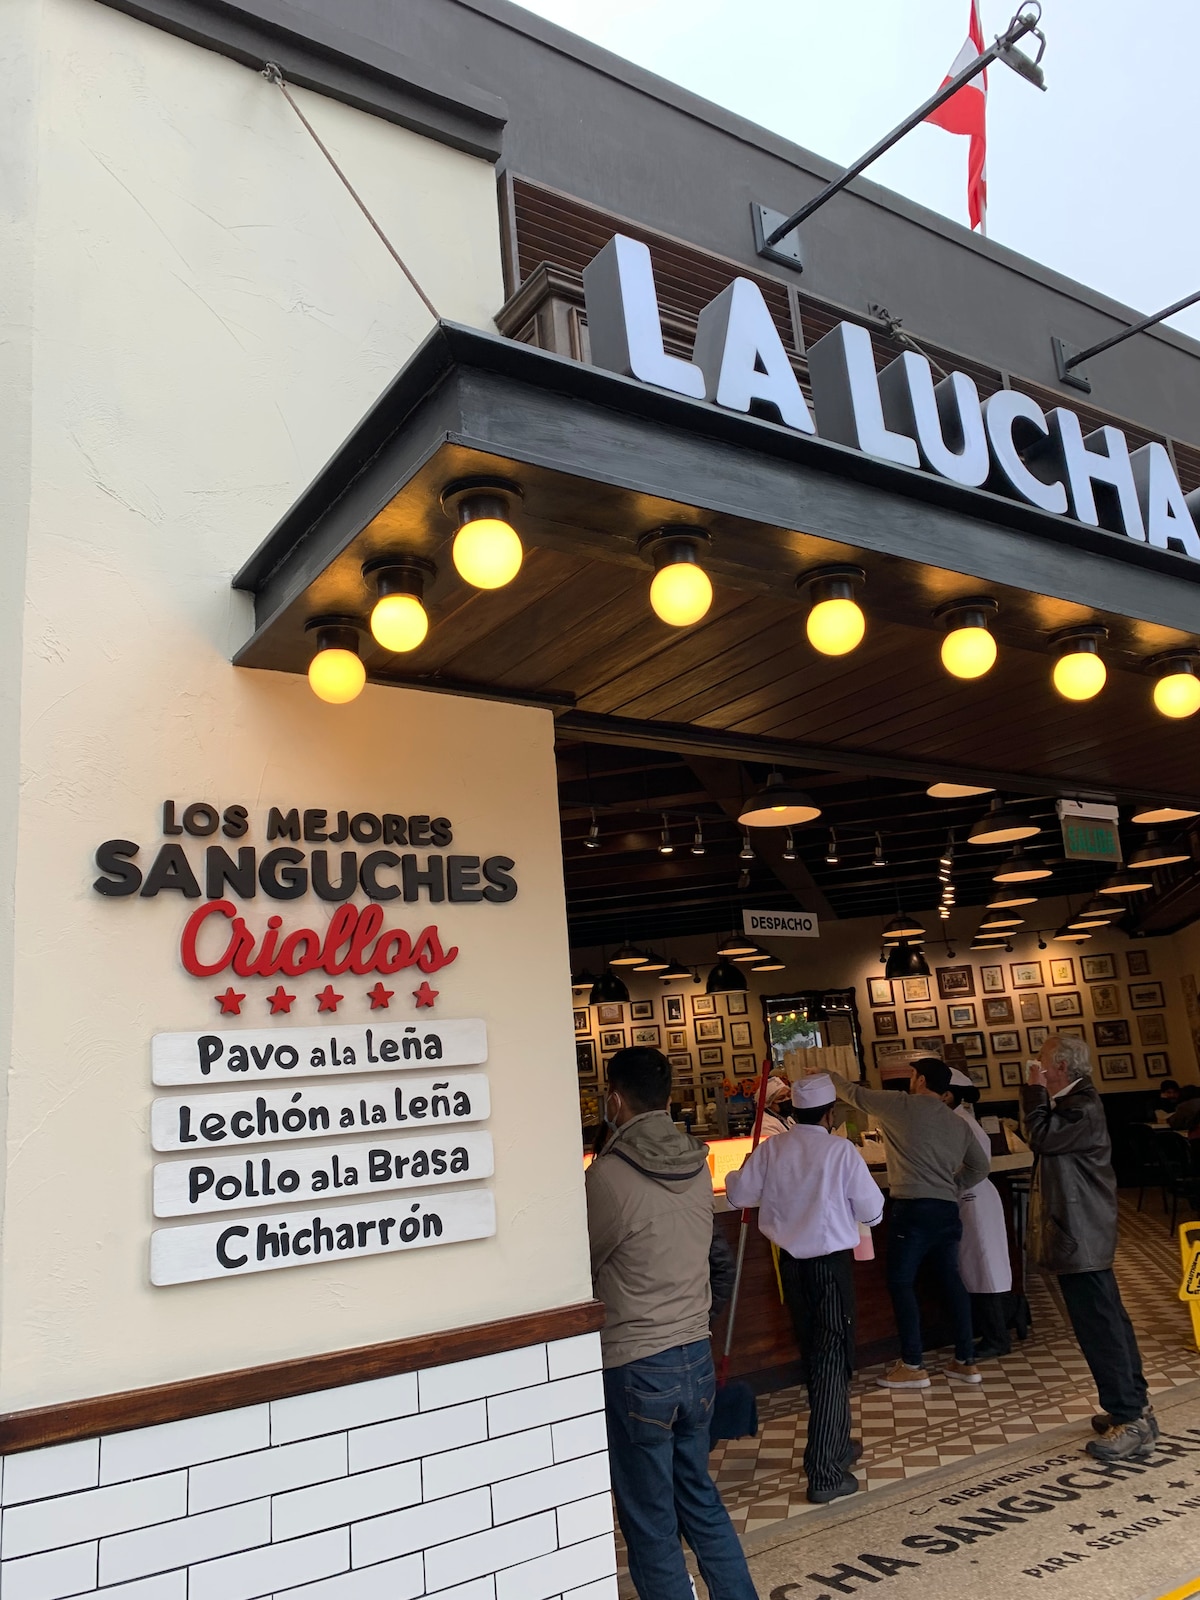 LA LUCHA
LOS MEJORES
SANGUCHES
Criollos
Pavo a la Leña
Lechón a la Leña
Pollo a la Brasa
Chicharrón
SALIDA
DESPACHO
BIENVENIDOS
CHA SANGUCHER
PARA SERVIR A